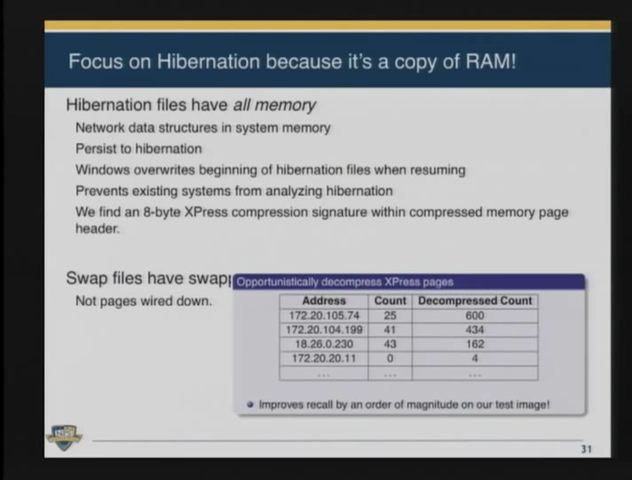 Focus on Hibernation because it's a copy of RAM!
Hibernation files have all memory
Network data structures in system memory
Persist to hibernation
Windows overwrites beginning of hibernation files when resuming
Prevents existing systems from analyzing hibernation
We find an 8-byte XPress compression signature within compressed memory page
header.
Swap files have swapp
Not pages wired down.
Opportunistically decompress XPress pages
Address Count Decompressed Count
172.20.105.74 25 600
172.20.104.199 41 434
18.26.0.230 43 162
172.20.20.11 0 4
... ... ...
Improves recall by an order of magnitude on our test image!
31